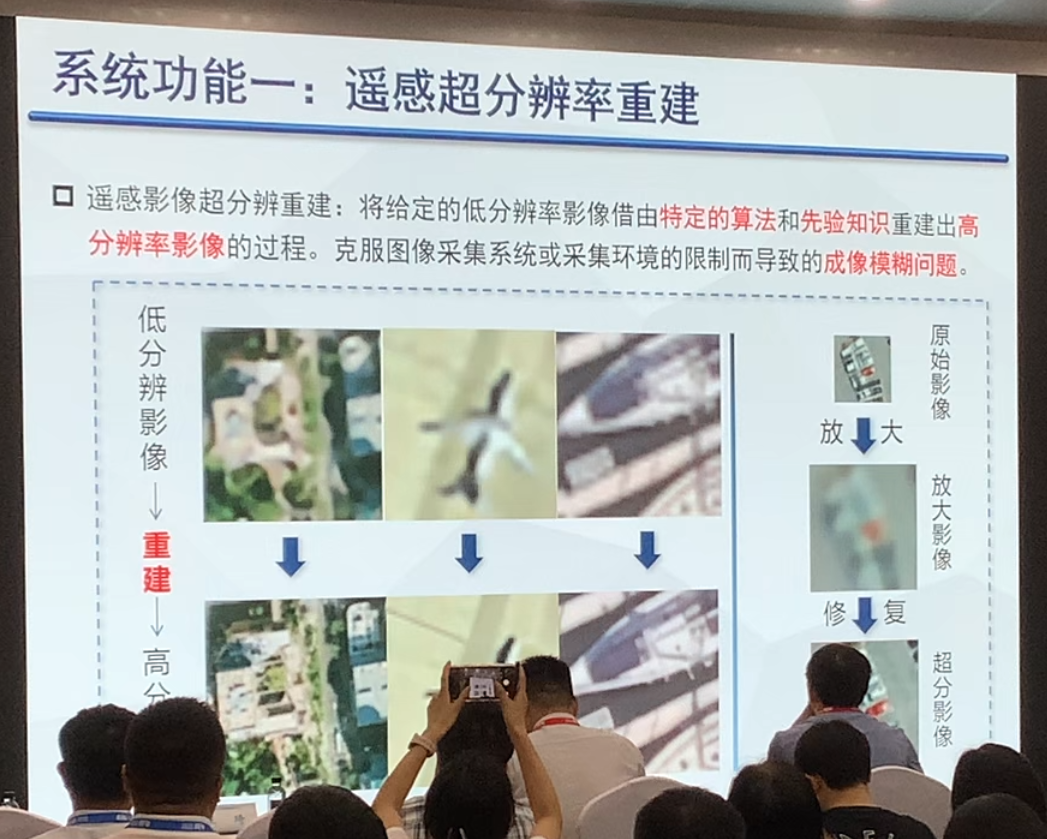 系统功能一：遥感超分辨率重建
遥感影像超分辨重建：将给定的低分辨率影像借由特定的算法和先验知识重建出高
分辨率影像的过程。克服图像采集系统或采集环境的限制而导致的成像模糊问题。
低分辨影像
重建
高分
原始影像
放大
放大影像
修复
超分影像